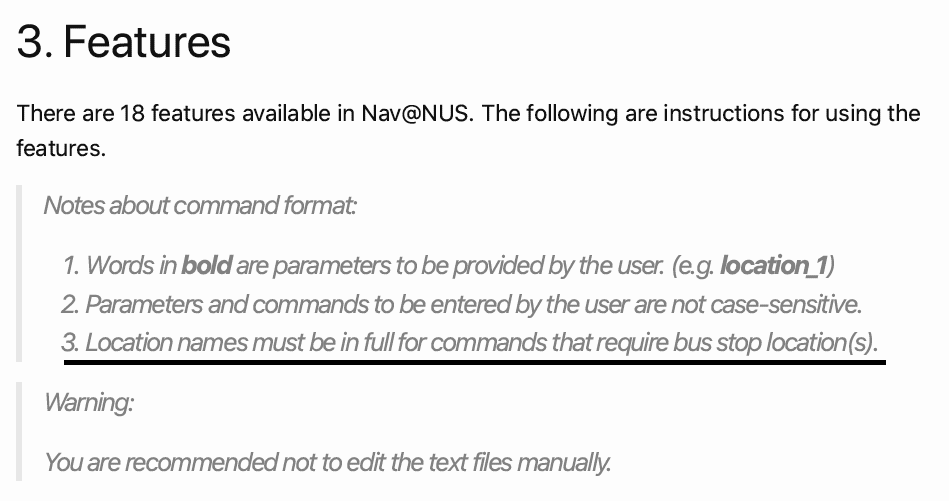 3. Features
There are 18 features available in Nav@NUS. The following are instructions for using the
features.
Notes about command format:
1. Words in bold are parameters to be provided by the user. (e.g. location_1)
2. Parameters and commands to be entered by the user are not case-sensitive.
3. Location names must be in full for commands that require bus stop location(s).
Warning:
You are recommended not to edit the text files manually.